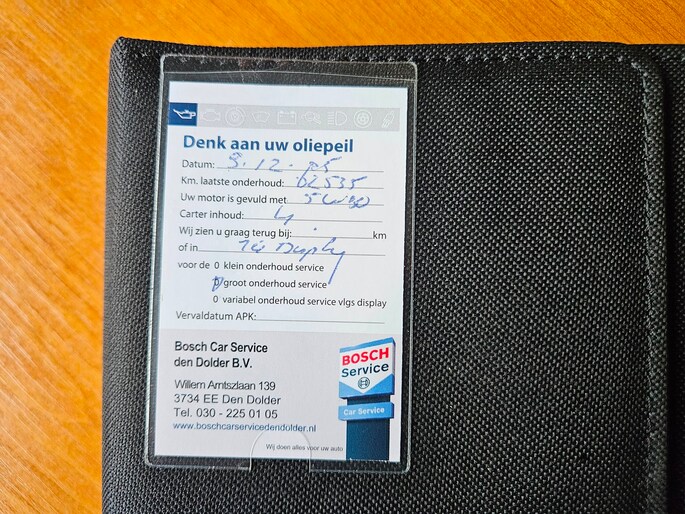 Denk aan uw oliepeil
Datum: 9.12.
Km. laatste onderhoud: 62535
Uw motor is gevuld met 5W30
Carter inhoud: 4
Wij zien u graag terug bij: km
of in
voor de 0 klein onderhoud service
0 groot onderhoud service
0 variabel onderhoud service vlgs display
Vervaldatum APK:
Bosch Car Service
den Dolder B.V.
Willem Arntszlaan 139
3734 EE Den Dolder
Tel. 030 - 225 01 05
www.boschcarservicedendolder.nl
BOSCH
Service
Car Service
Wij doen alles voor uw auto